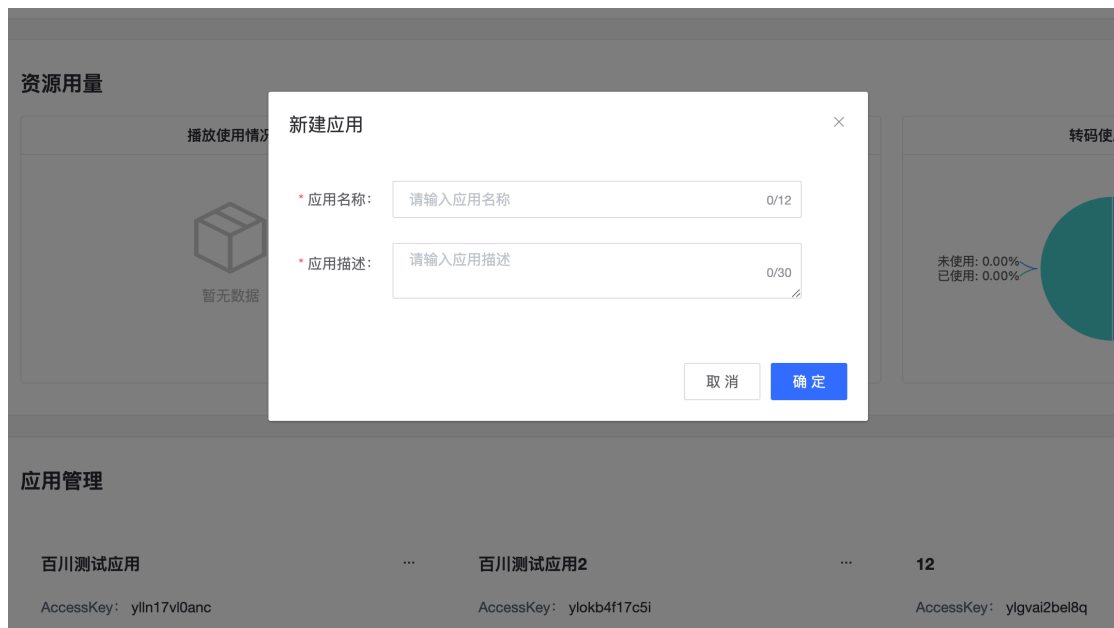 资源用量
播放使用情况
转码使
新建应用
* 应用名称：
请输入应用名称
0/12
* 应用描述：
请输入应用描述
0/30
取 消
确 定
暂无数据
未使用: 0.00%
已使用: 0.00%
应用管理
百川测试应用
...
百川测试应用2
...
12
AccessKey： ylln17vl0anc
AccessKey： ylokb4f17c5i
AccessKey： ylgvai2bel8q